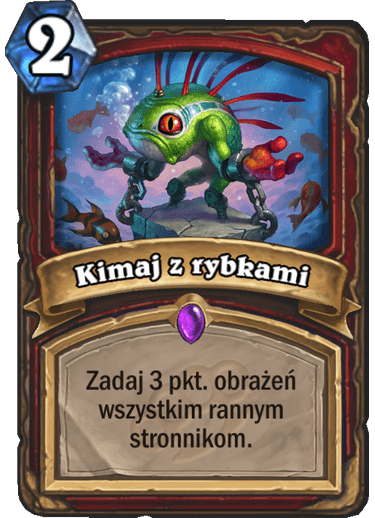 2
Kimaj z rybkami
Zadaj 3 pkt. obrażeń
wszystkim rannym
stronnikom.